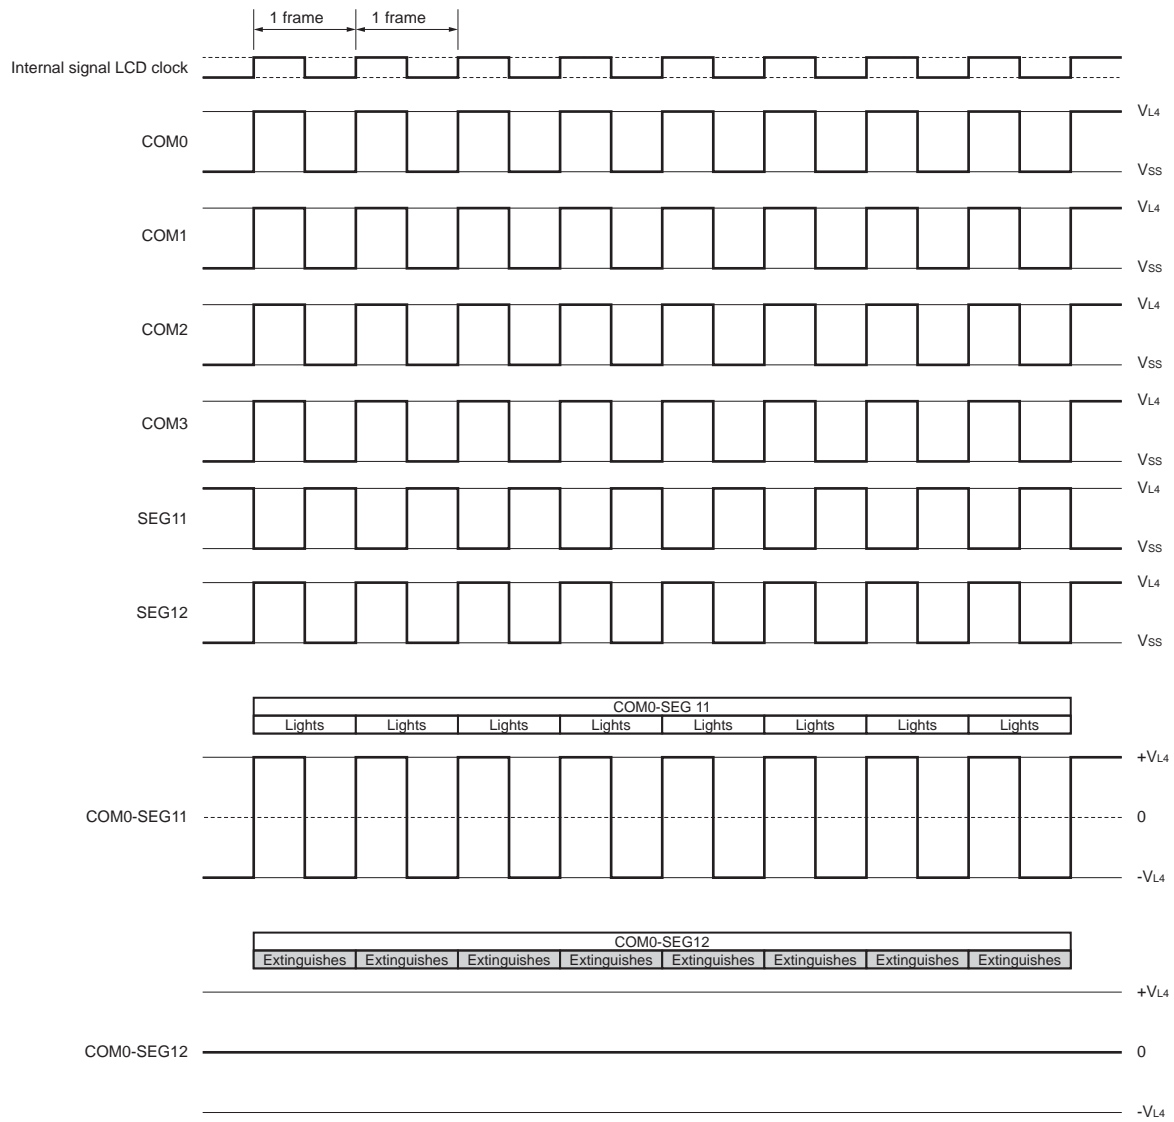 1 frame 1 frame
Internal signal LCD clock
VL4
COM0
VSS
VL4
COM1
VSS
VL4
COM2
VSS
VL4
COM3
VSS
VL4
SEG11
VSS
VL4
SEG12
VSS
COM0-SEG 11
Lights Lights Lights Lights Lights Lights Lights Lights
+VL4
COM0-SEG11 0
-VL4
COM0-SEG12
Extinguishes Extinguishes Extinguishes Extinguishes Extinguishes Extinguishes Extinguishes Extinguishes
+VL4
COM0-SEG12 0
-VL4